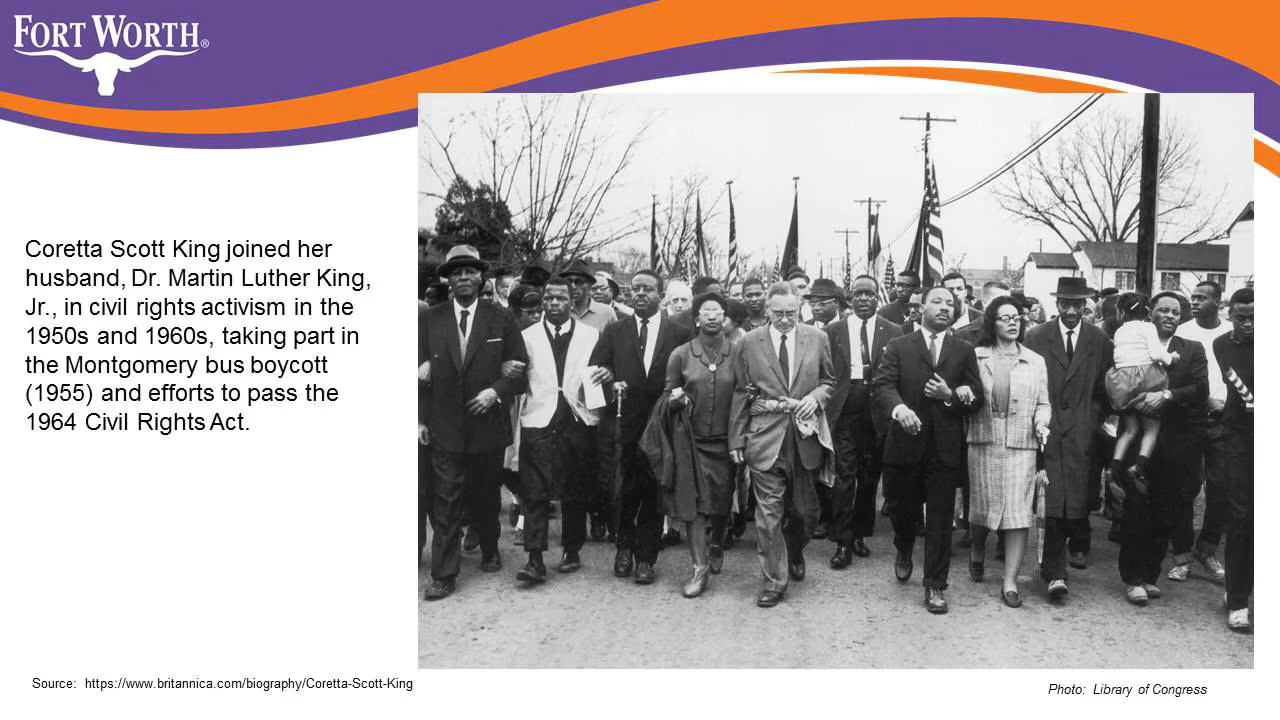 FORT WORTH®
Coretta Scott King joined her
husband, Dr. Martin Luther King,
Jr., in civil rights activism in the
1950s and 1960s, taking part in
the Montgomery bus boycott
(1955) and efforts to pass the
1964 Civil Rights Act.
Source: https://www.britannica.com/biography/Coretta-Scott-King
Photo: Library of Congress